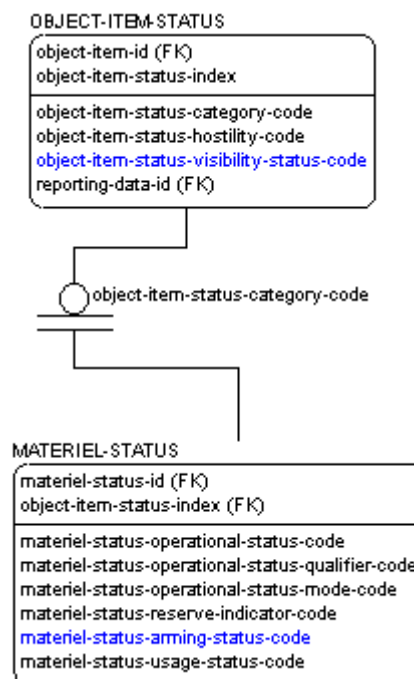 OBJECT-ITEM-STATUS
object-item-id (FK)
object-item-status-index
object-item-status-category-code
object-item-status-hostility-code
object-item-status-visibility-status-code
reporting-data-id (FK)
object-item-status-category-code
MATERIEL-STATUS
materiel-status-id (FK)
object-item-status-index (FK)
materiel-status-operational-status-code
materiel-status-operational-status-qualifier-code
materiel-status-operational-status-mode-code
materiel-status-reserve-indicator-code
materiel-status-arming-status-code
materiel-status-usage-status-code